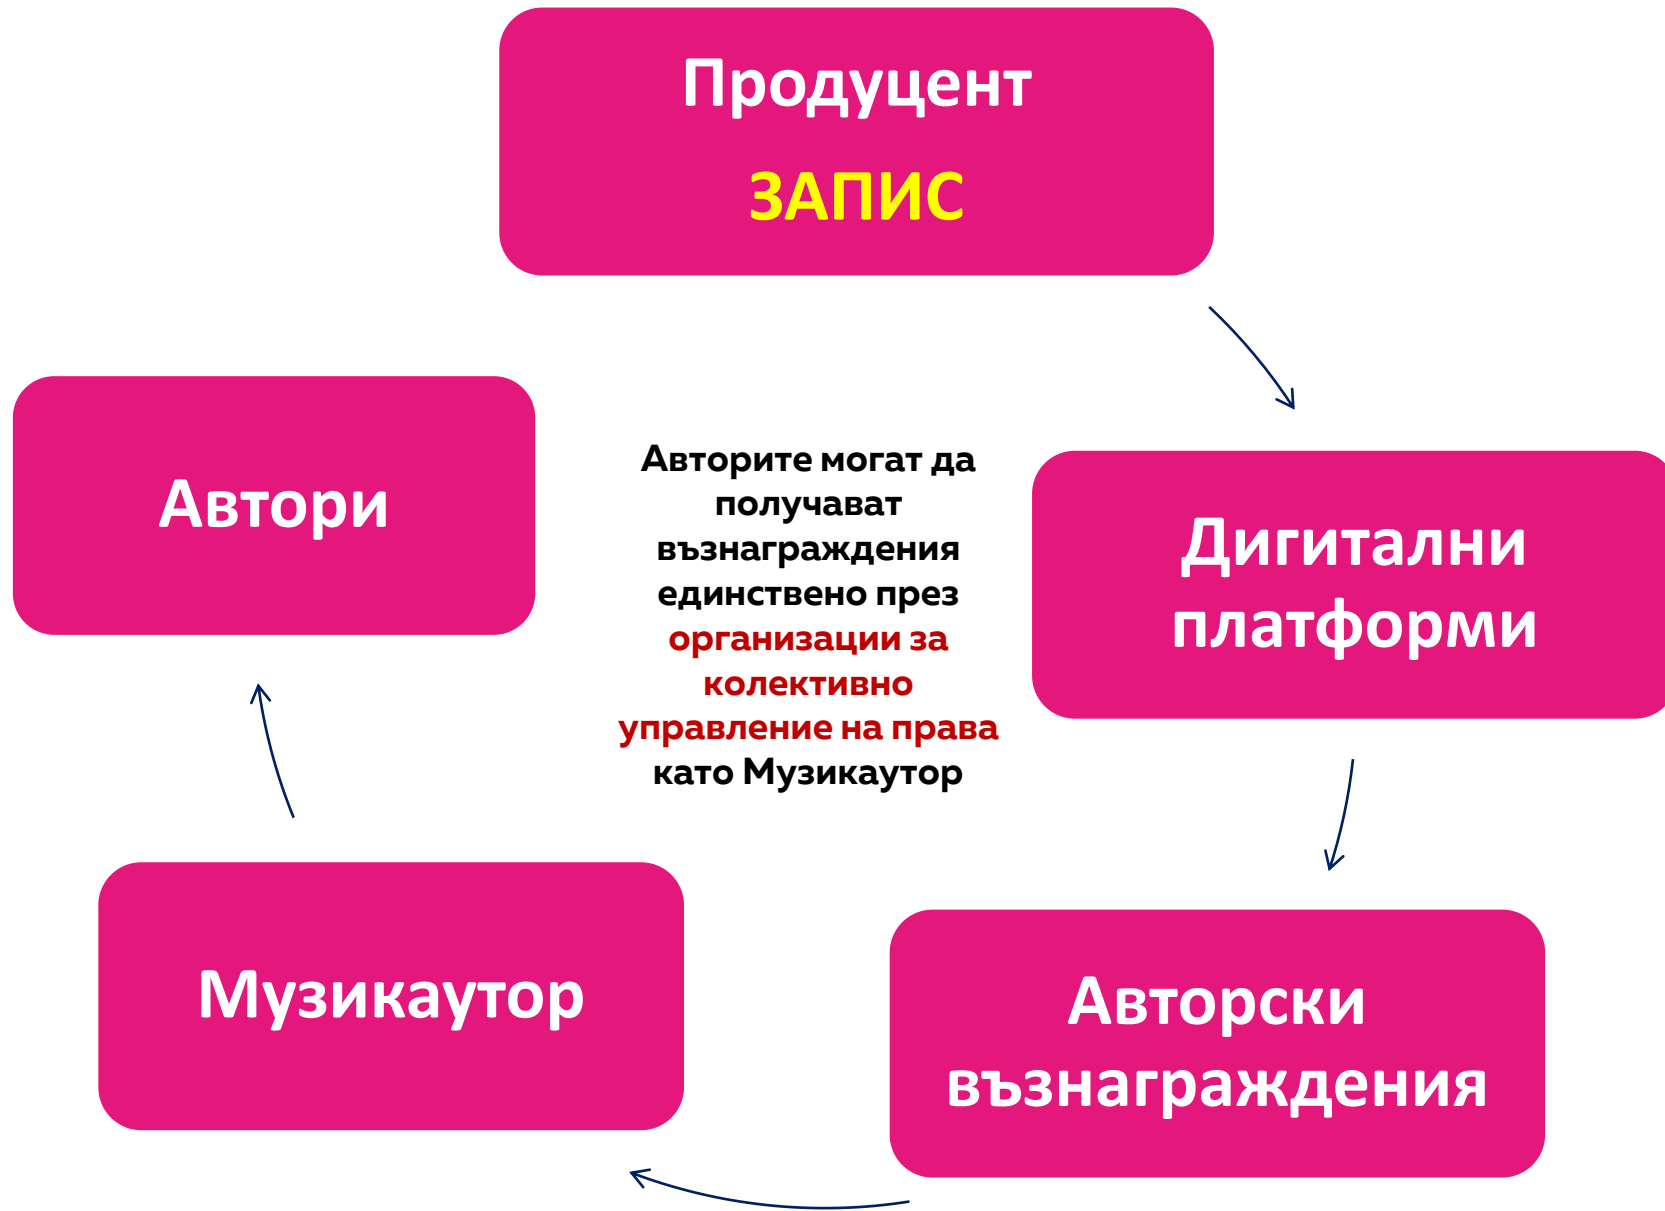 Продуцент
ЗАПИС
Автори
Авторите могат да
получават
възнаграждения
единствено през
организации за
колективно
управление на права
като Музикаутор
Дигитални
платформи
Музикаутор
Авторски
възнаграждения